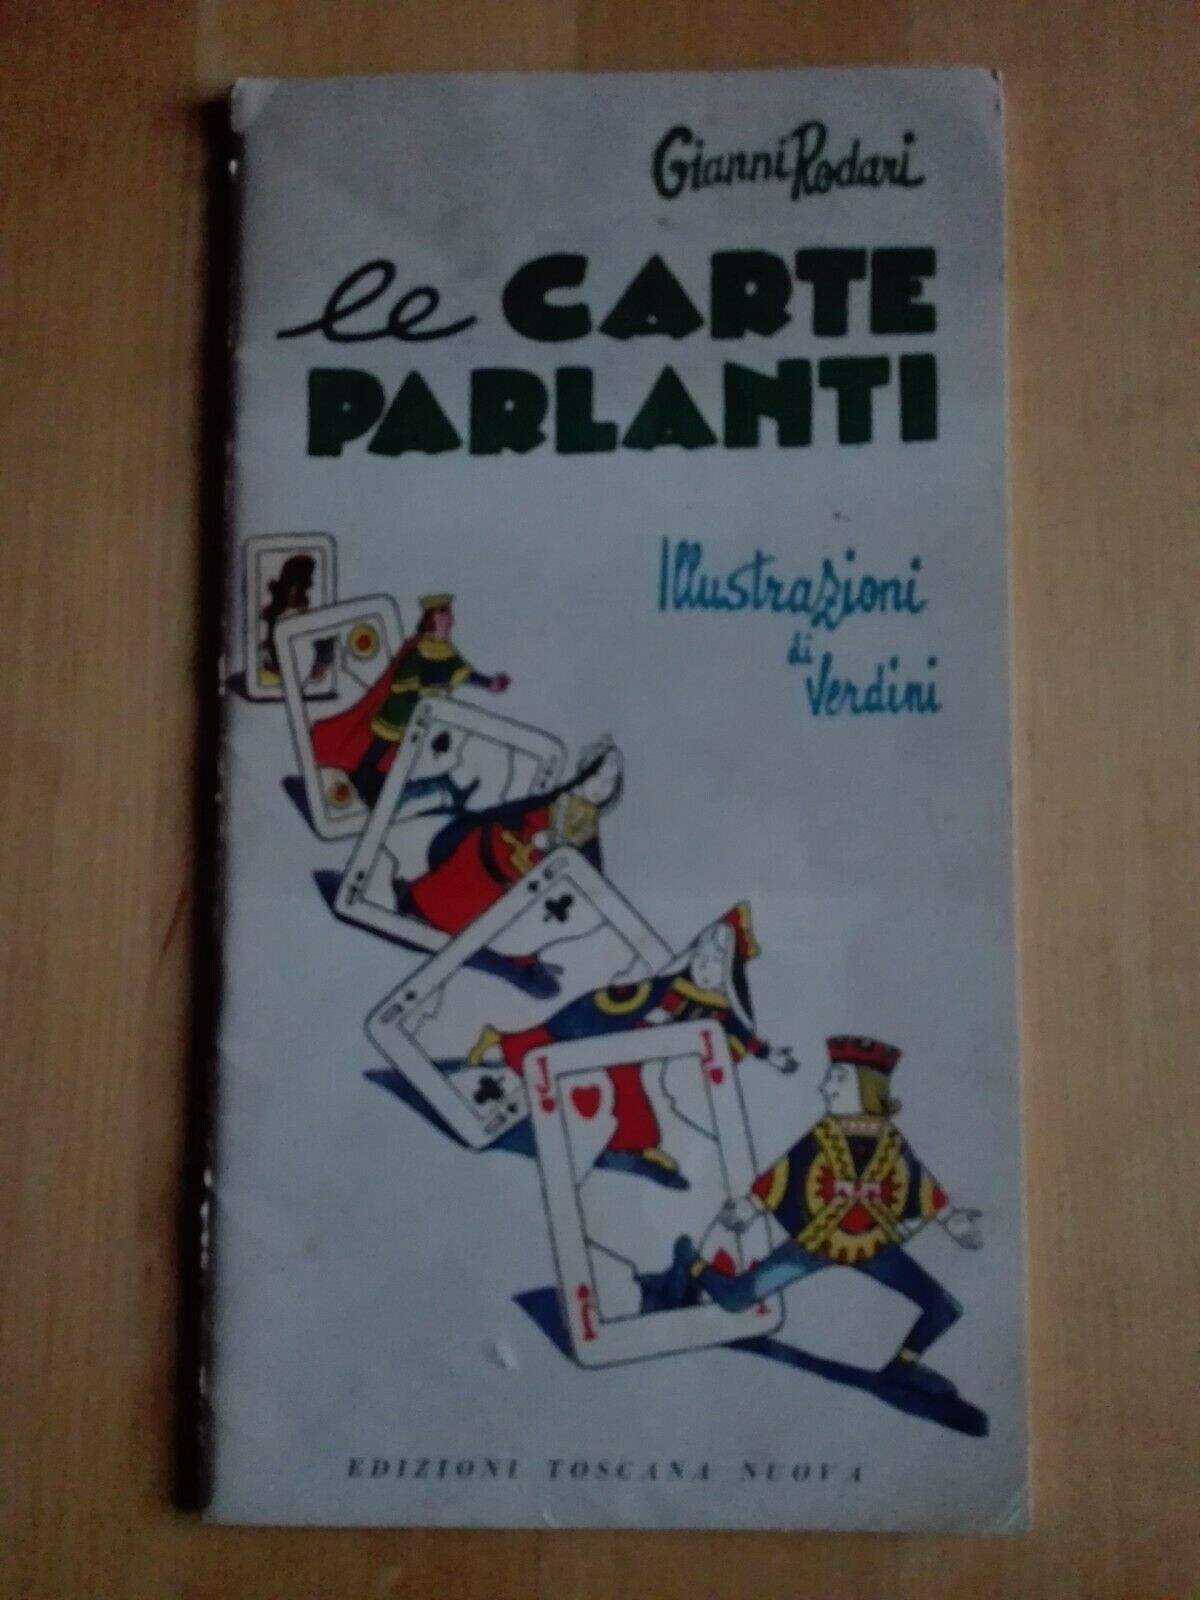 Gianni Rodari
le CARTE
PARLANTI
Illustrazioni
di
Verdini
J
J
J
EDIZIONI TOSCANA NUOVA